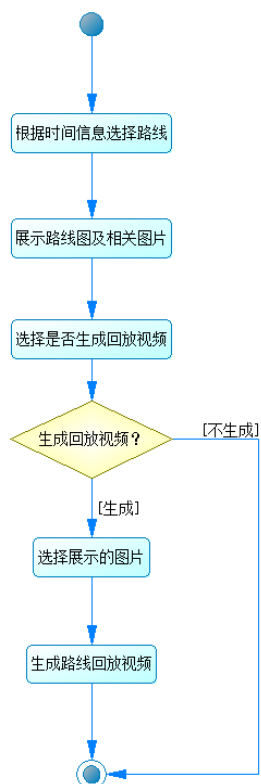 根据时间信息选择路线
展示路线图及相关图片
选择是否生成回放视频
生成回放视频？
[不生成]
[生成]
选择展示的图片
生成路线回放视频